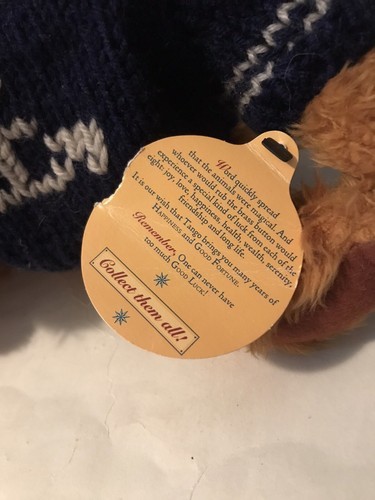 Word quickly spread
that the animals were magical. And
whoever would rub the brass button would
experience a special kind of luck from each of the
eight: joy, love, happiness, health, wealth, serenity,
friendship and long life.
It is our wish that Tango brings you many years of
HAPPINESS and GOOD FORTUNE.
Remember, One can never have
too much GOOD LUCK!
Collect them all!